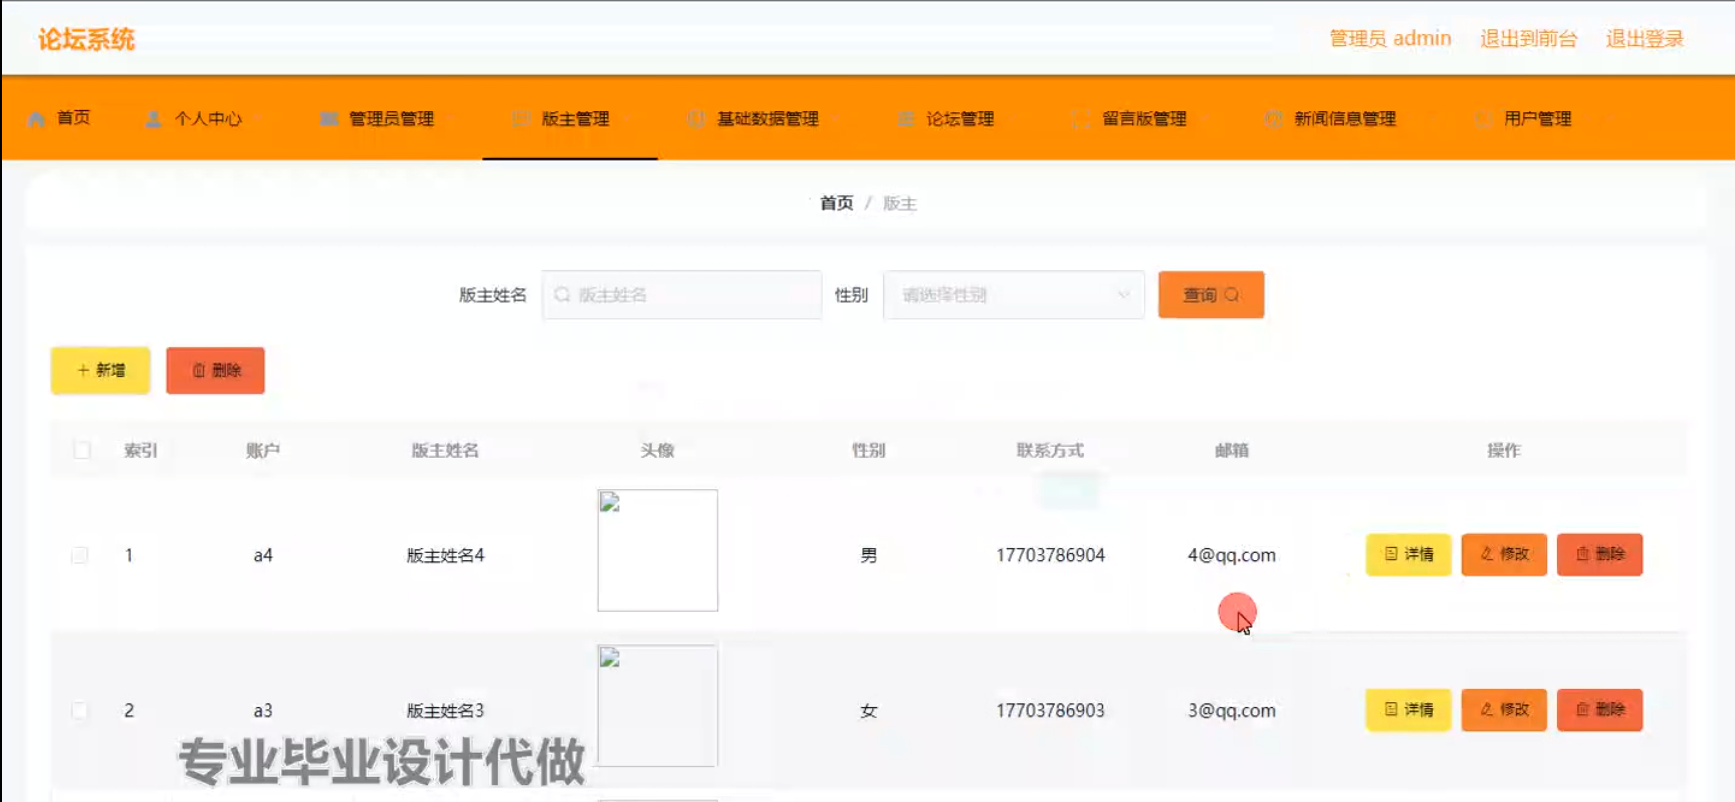 论坛系统
管理员 admin 退出到前台 退出登录
首页 个人中心 管理员管理 版主管理 基础数据管理 论坛管理 留言版管理 新闻信息管理 用户管理
首页 / 版主
版主姓名 版主姓名 性别 请选择性别 查询
新增 删除
索引 账户 版主姓名 头像 性别 联系方式 邮箱 操作
1 a4 版主姓名4 男 17703786904 4@qq.com 详情 修改 删除
2 a3 版主姓名3 女 17703786903 3@qq.com 详情 修改 删除
专业毕业设计代做